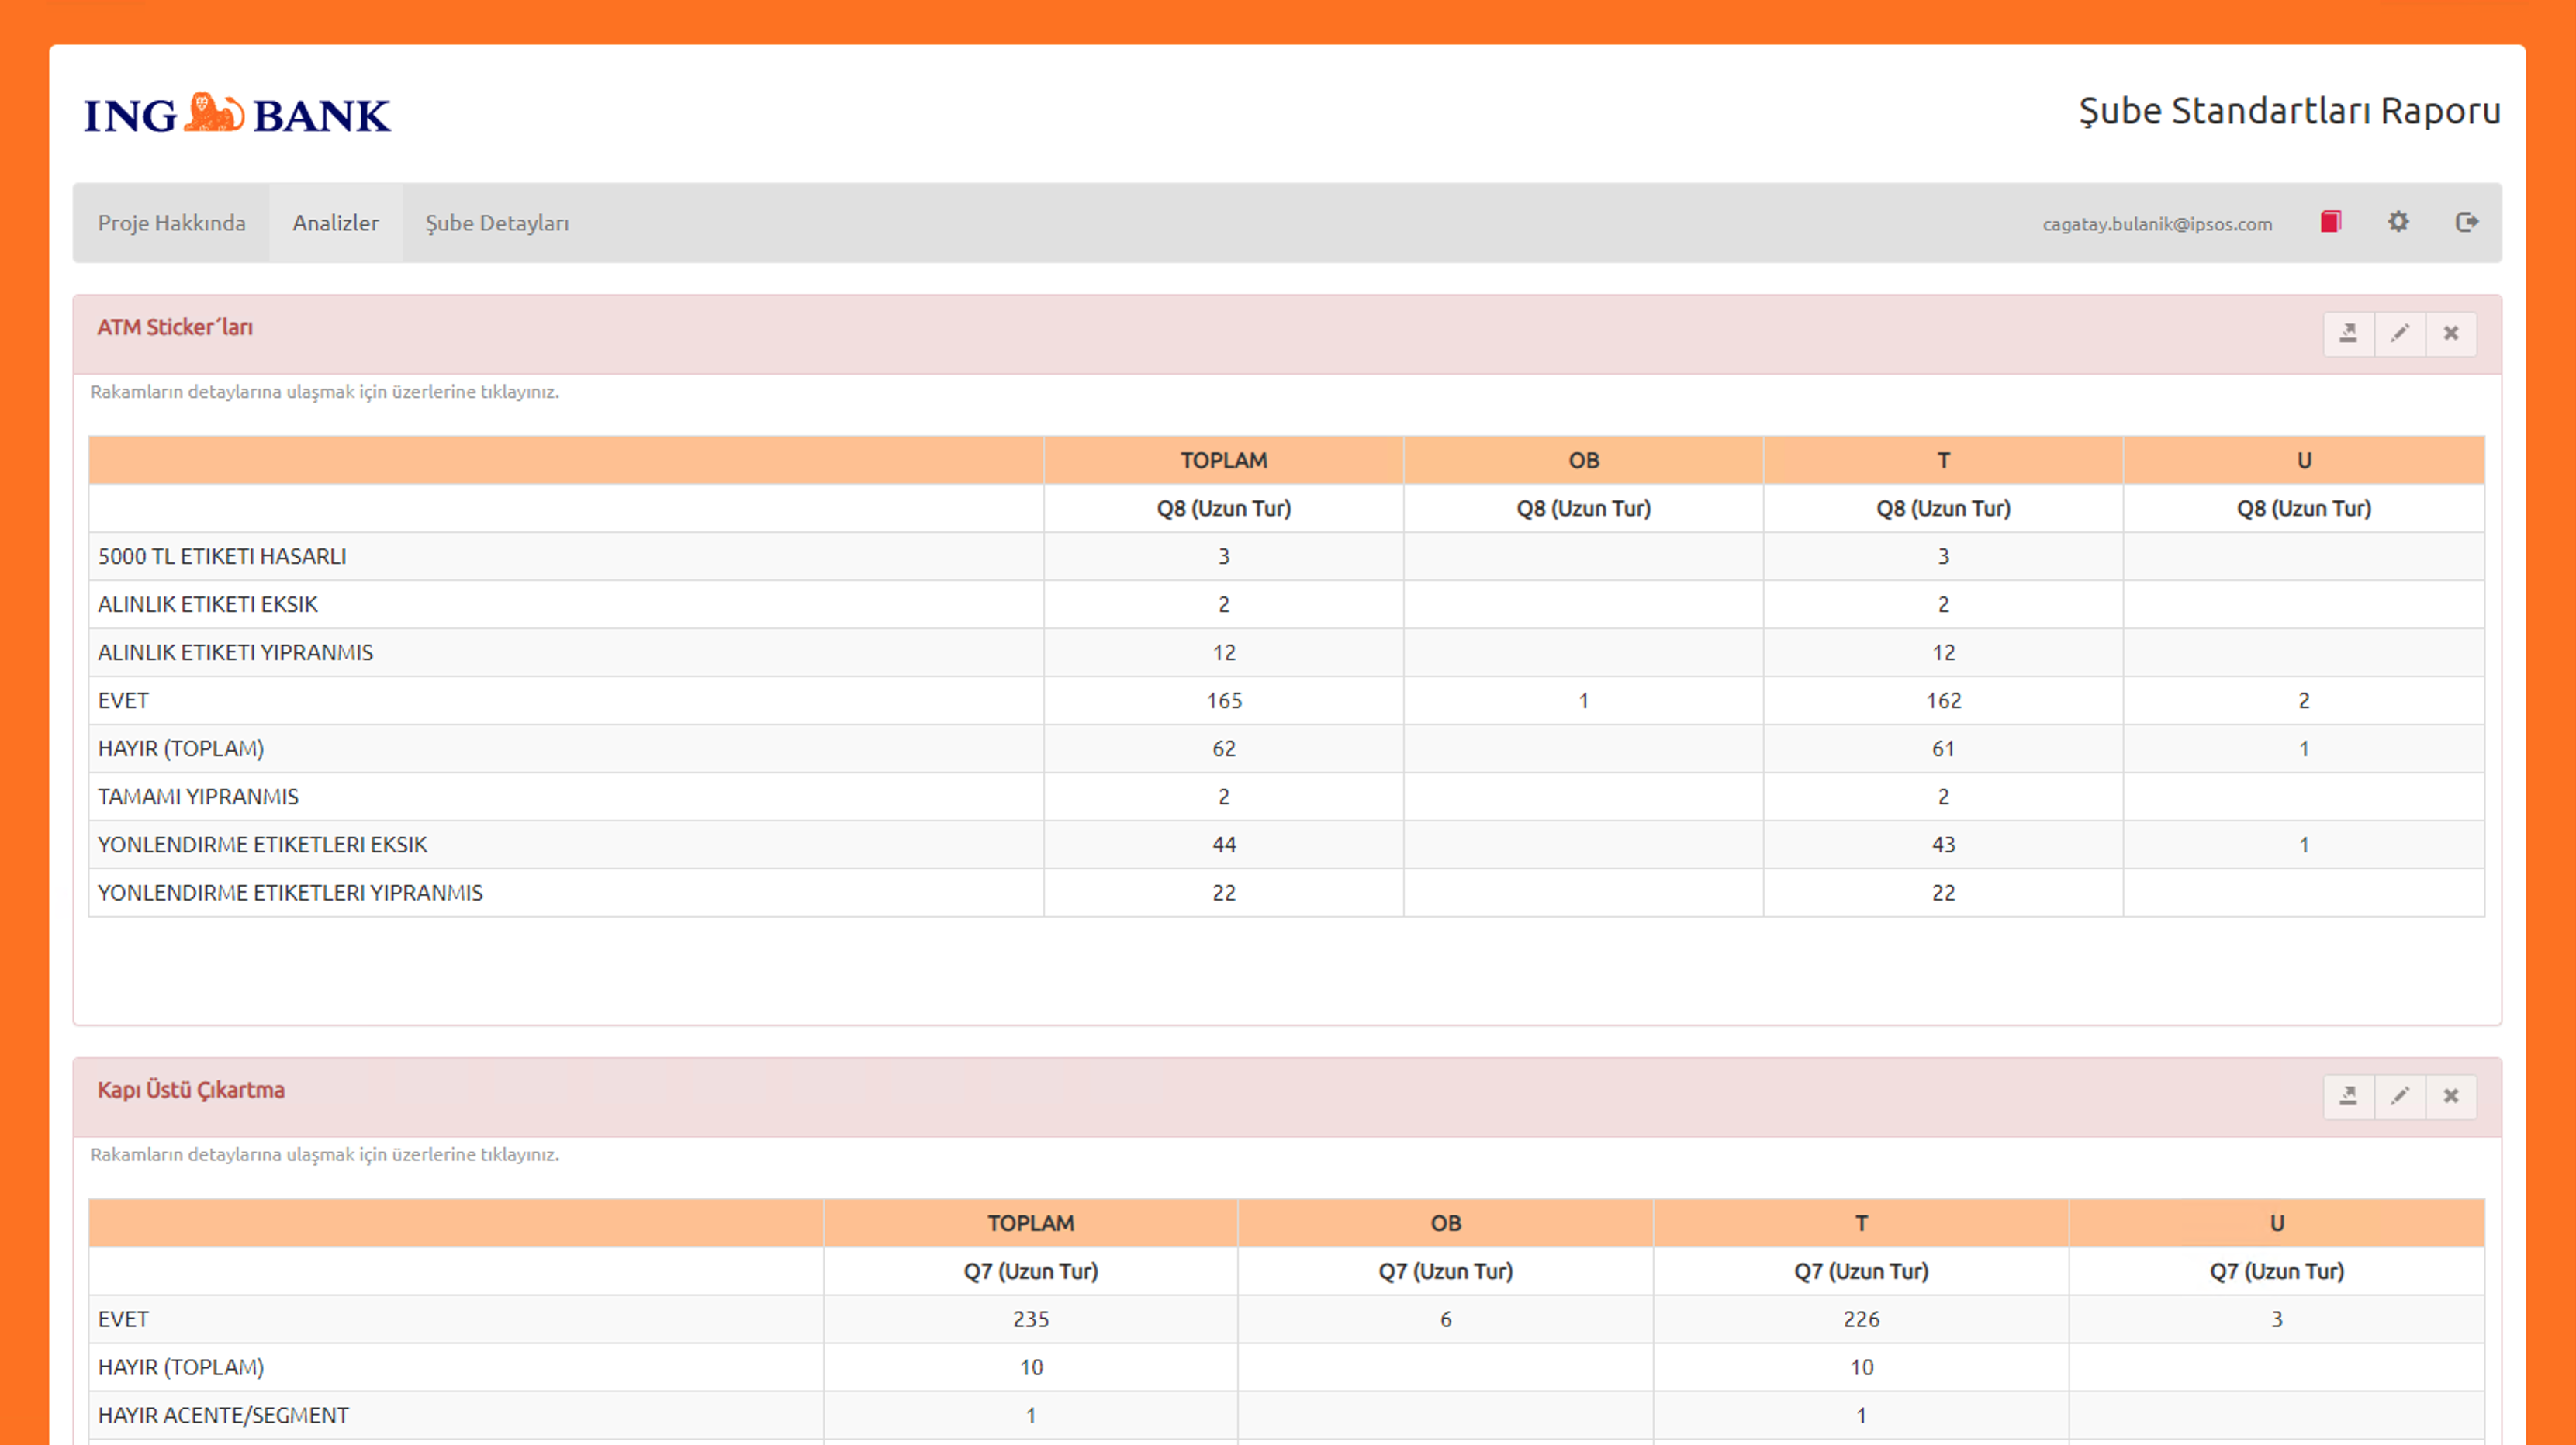 ING BANK
Şube Standartları Raporu
Proje Hakkında Analizler Şube Detayları cagatay.bulanik@ipsos.com
ATM Sticker´ları
Rakamların detaylarına ulaşmak için üzerlerine tıklayınız.
TOPLAM OB T U
Q8 (Uzun Tur) Q8 (Uzun Tur) Q8 (Uzun Tur) Q8 (Uzun Tur)
5000 TL ETIKETI HASARLI 3 3
ALINLIK ETIKETI EKSIK 2 2
ALINLIK ETIKETI YIPRANMIS 12 12
EVET 165 1 162 2
HAYIR (TOPLAM) 62 61 1
TAMAMI YIPRANMIS 2 2
YONLENDIRME ETIKETLERI EKSIK 44 43 1
YONLENDIRME ETIKETLERI YIPRANMIS 22 22
Kapı Üstü Çıkartma
Rakamların detaylarına ulaşmak için üzerlerine tıklayınız.
TOPLAM OB T U
Q7 (Uzun Tur) Q7 (Uzun Tur) Q7 (Uzun Tur) Q7 (Uzun Tur)
EVET 235 6 226 3
HAYIR (TOPLAM) 10 10
HAYIR ACENTE/SEGMENT 1 1